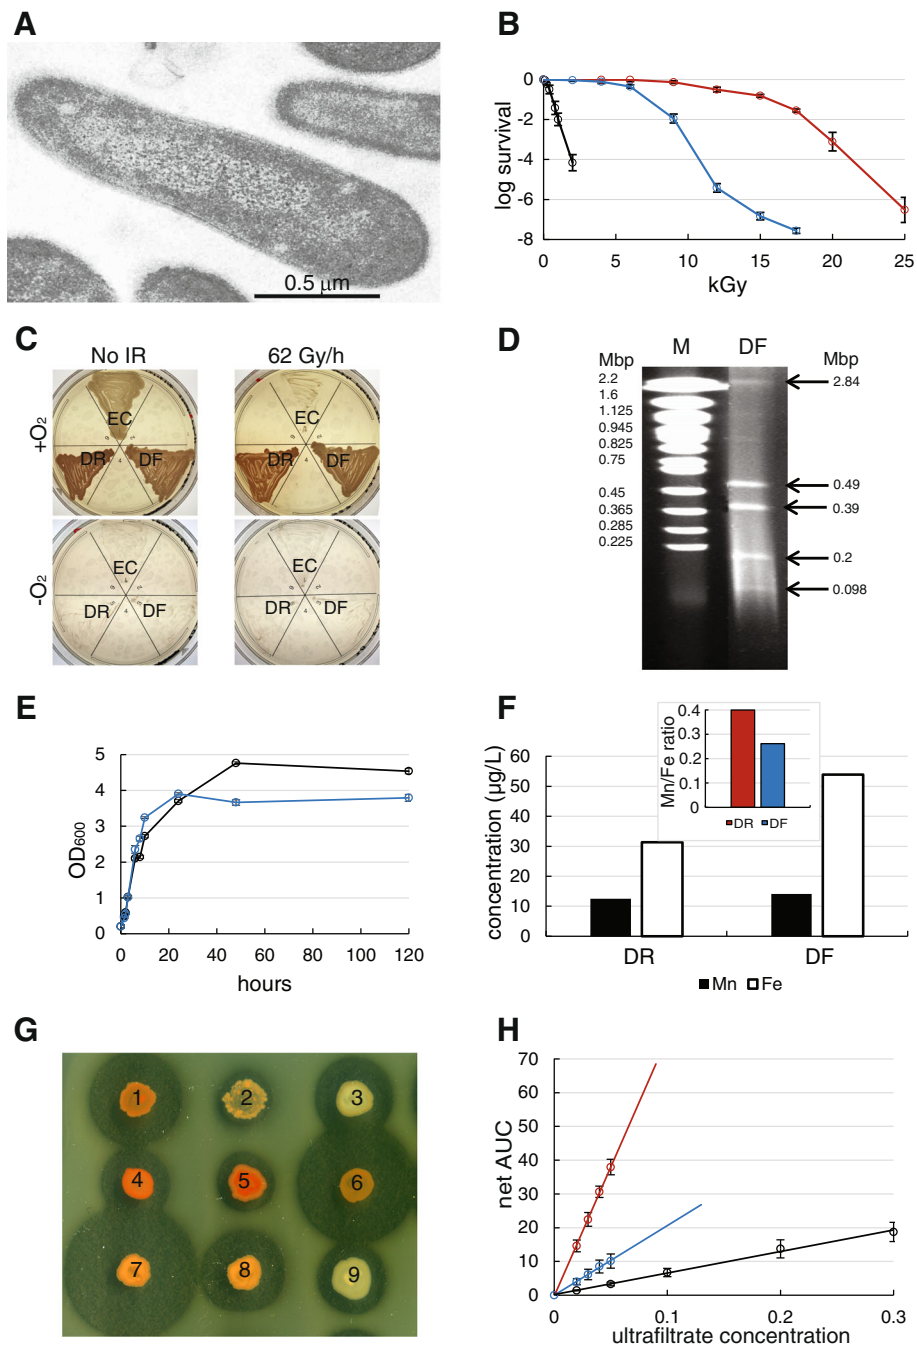 A
0.5 μm
B
log survival
0
-2
-4
-6
-8
0 5 10 15 20 25
kGy
C
No IR 62 Gy/h
+O2
EC
DR DF
EC
DR DF
-O2
EC
DR DF
EC
DR DF
D
Mbp M DF Mbp
2.2
1.6
1.125
0.945
0.825
0.75
0.45
0.365
0.285
0.225
2.84
0.49
0.39
0.2
0.098
E
OD600
5
4
3
2
1
0
0 20 40 60 80 100 120
hours
F
concentration (μg/L)
60
50
40
30
20
10
0
DR DF
Mn Fe
Mn/Fe ratio
0.4
0.3
0.2
0.1
0
DR DF
G
1 2 3
4 5 6
7 8 9
H
net AUC
70
60
50
40
30
20
10
0
0 0.1 0.2 0.3
ultrafiltrate concentration